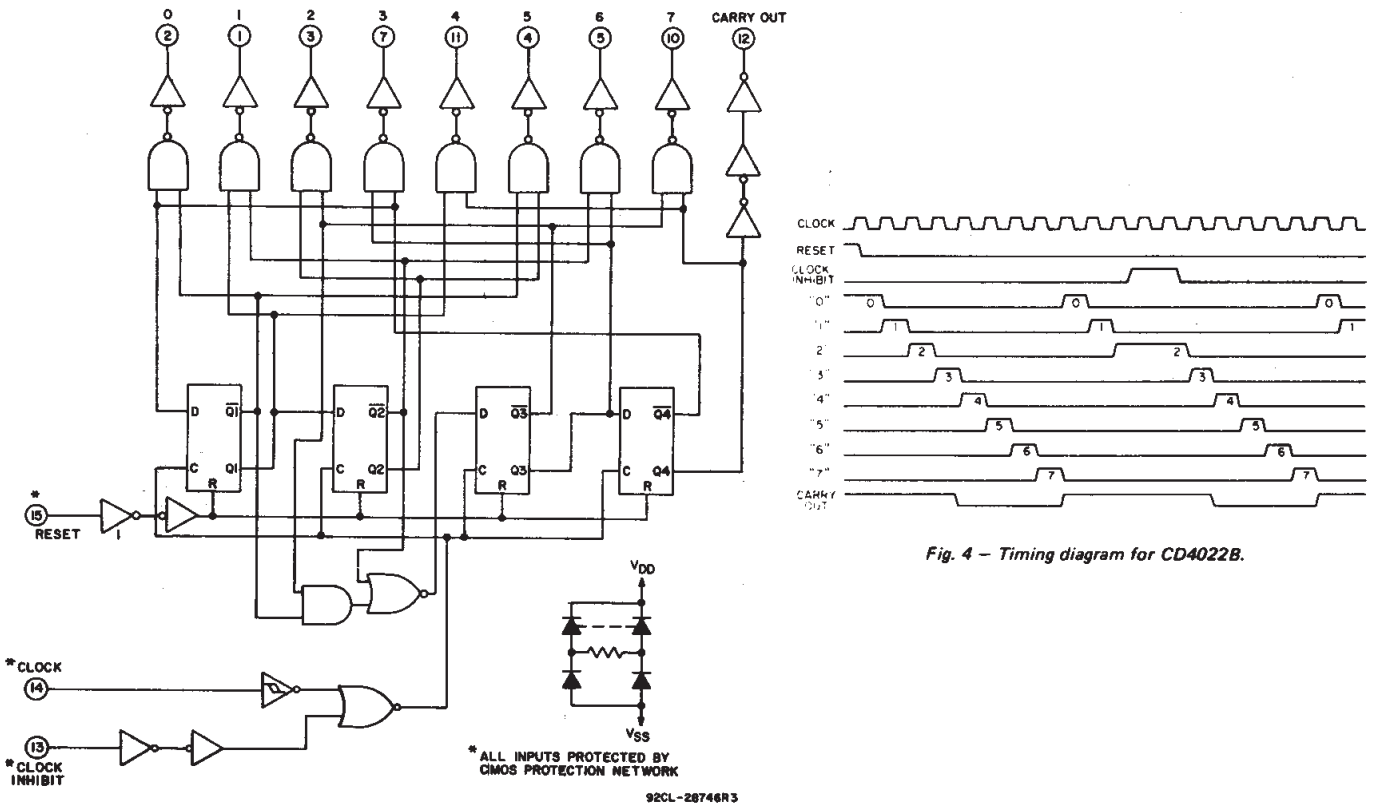 0 1 2 3 4 5 6 7 CARRY OUT
2 1 3 7 11 4 5 10 12
D Q1 D Q2 D Q3 D Q4
C Q1 C Q2 C Q3 C Q4
R R R R
*
15
RESET
1
*CLOCK
14
13
*CLOCK
INHIBIT
VDD
VSS
* ALL INPUTS PROTECTED BY
CMOS PROTECTION NETWORK
92CL-28746R3
CLOCK
RESET
CLOCK
INHIBIT
"0" 0 0 0
"1" 1 1 1
2 2 2
"3" 3 3
"4" 4 4
"5" 5 5
"6" 6 6
"7" 7 7
CARRY
OUT
Fig. 4 – Timing diagram for CD4022B.